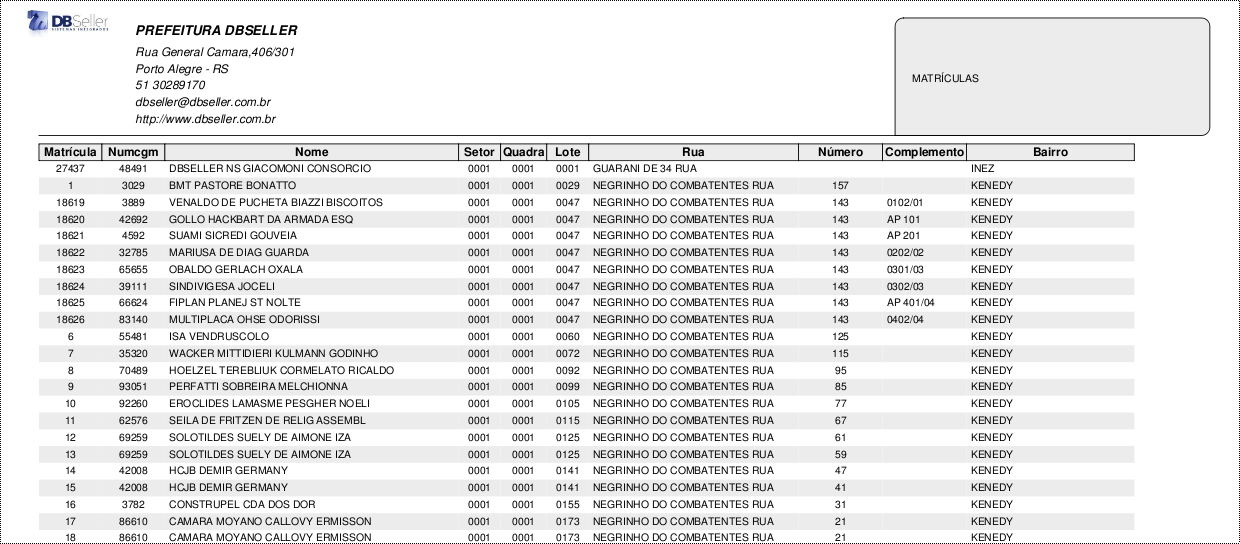 DBSeller
SISTEMAS INTEGRADOS
PREFEITURA DBSELLER
Rua General Camara,406/301
Porto Alegre - RS
51 30289170
dbseller@dbseller.com.br
http://www.dbseller.com.br
MATRÍCULAS
Matrícula Numcgm Nome Setor Quadra Lote Rua Número Complemento Bairro
27437 48491 DBSELLER NS GIACOMONI CONSORCIO 0001 0001 0001 GUARANI DE 34 RUA INEZ
1 3029 BMT PASTORE BONATTO 0001 0001 0029 NEGRINHO DO COMBATENTES RUA 157 KENEDY
18619 3889 VENALDO DE PUCHETA BIAZZI BISCOITOS 0001 0001 0047 NEGRINHO DO COMBATENTES RUA 143 0102/01 KENEDY
18620 42692 GOLLO HACKBART DA ARMADA ESQ 0001 0001 0047 NEGRINHO DO COMBATENTES RUA 143 AP 101 KENEDY
18621 4592 SUAMI SICREDI GOUVEIA 0001 0001 0047 NEGRINHO DO COMBATENTES RUA 143 AP 201 KENEDY
18622 32785 MARIUSA DE DIAG GUARDA 0001 0001 0047 NEGRINHO DO COMBATENTES RUA 143 0202/02 KENEDY
18623 65655 OBALDO GERLACH OXALA 0001 0001 0047 NEGRINHO DO COMBATENTES RUA 143 0301/03 KENEDY
18624 39111 SINDIVIGESA JOCELI 0001 0001 0047 NEGRINHO DO COMBATENTES RUA 143 0302/03 KENEDY
18625 66624 FIPLAN PLANEJ ST NOLTE 0001 0001 0047 NEGRINHO DO COMBATENTES RUA 143 AP 401/04 KENEDY
18626 83140 MULTIPLACA OHSE ODORISSI 0001 0001 0047 NEGRINHO DO COMBATENTES RUA 143 0402/04 KENEDY
6 55481 ISA VENDRUSCOLO 0001 0001 0060 NEGRINHO DO COMBATENTES RUA 125 KENEDY
7 35320 WACKER MITTIDIERI KULMANN GODINHO 0001 0001 0072 NEGRINHO DO COMBATENTES RUA 115 KENEDY
8 70489 HOELZEL TEREBLIUK CORMELATO RICALDO 0001 0001 0092 NEGRINHO DO COMBATENTES RUA 95 KENEDY
9 93051 PERFATTI SOBREIRA MELCHIONNA 0001 0001 0099 NEGRINHO DO COMBATENTES RUA 85 KENEDY
10 92260 EROCLIDES LAMASME PESGHER NOELI 0001 0001 0105 NEGRINHO DO COMBATENTES RUA 77 KENEDY
11 62576 SEILA DE FRITZEN DE RELIG ASSEMBL 0001 0001 0115 NEGRINHO DO COMBATENTES RUA 67 KENEDY
12 69259 SOLOTILDES SUELY DE AIMONE IZA 0001 0001 0125 NEGRINHO DO COMBATENTES RUA 61 KENEDY
13 69259 SOLOTILDES SUELY DE AIMONE IZA 0001 0001 0125 NEGRINHO DO COMBATENTES RUA 59 KENEDY
14 42008 HCJB DEMIR GERMANY 0001 0001 0141 NEGRINHO DO COMBATENTES RUA 47 KENEDY
15 42008 HCJB DEMIR GERMANY 0001 0001 0141 NEGRINHO DO COMBATENTES RUA 41 KENEDY
16 3782 CONSTRUPEL CDA DOS DOR 0001 0001 0155 NEGRINHO DO COMBATENTES RUA 31 KENEDY
17 86610 CAMARA MOYANO CALLOVY ERMISSON 0001 0001 0173 NEGRINHO DO COMBATENTES RUA 21 KENEDY
18 86610 CAMARA MOYANO CALLOVY ERMISSON 0001 0001 0173 NEGRINHO DO COMBATENTES RUA 21 KENEDY